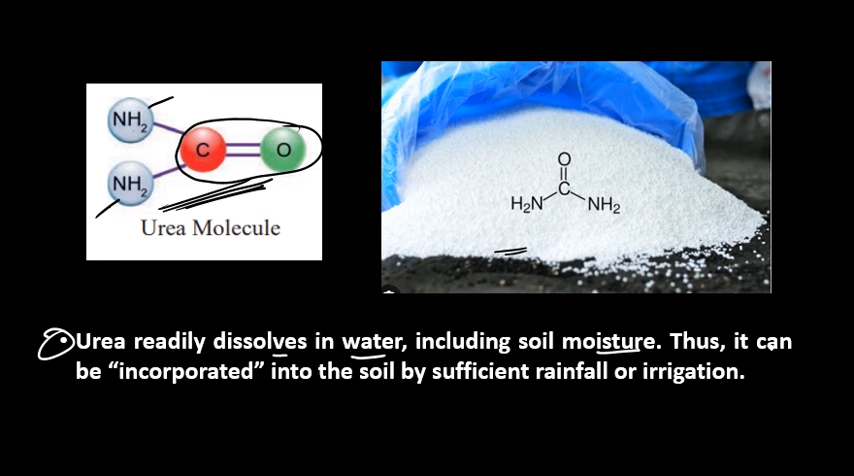 NH₂
C
O
NH₂
Urea Molecule
O
C
H₂N
NH₂
Urea readily dissolves in water, including soil moisture. Thus, it can
be “incorporated” into the soil by sufficient rainfall or irrigation.